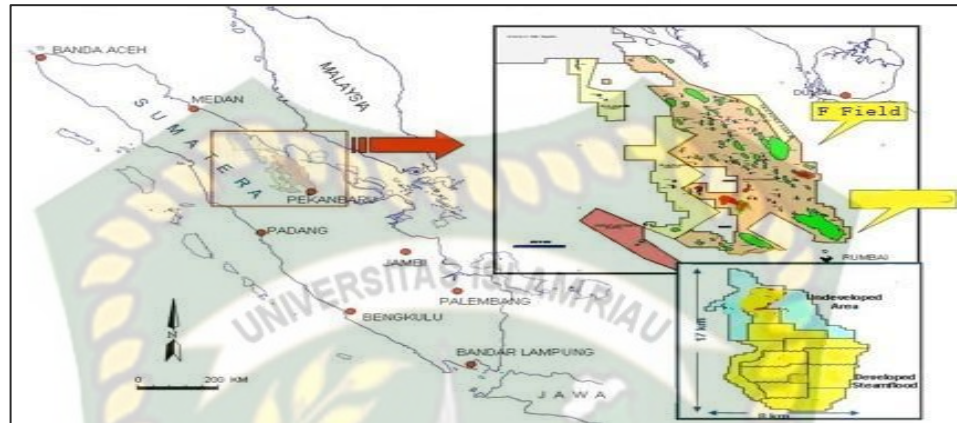 BANDA ACEH
MEDAN
MALAYSIA
SUMATERA
PEKANBARU
PADANG
JAMBI
PALEMBANG
BENGKULU
BANDAR LAMPUNG
JAWA
N
0 200 KM
UNIVERSITAS ISLAM RIAU
F Field
RUMBAI
Undeveloped
Area
17 km
Developed
Steamflood
8 km